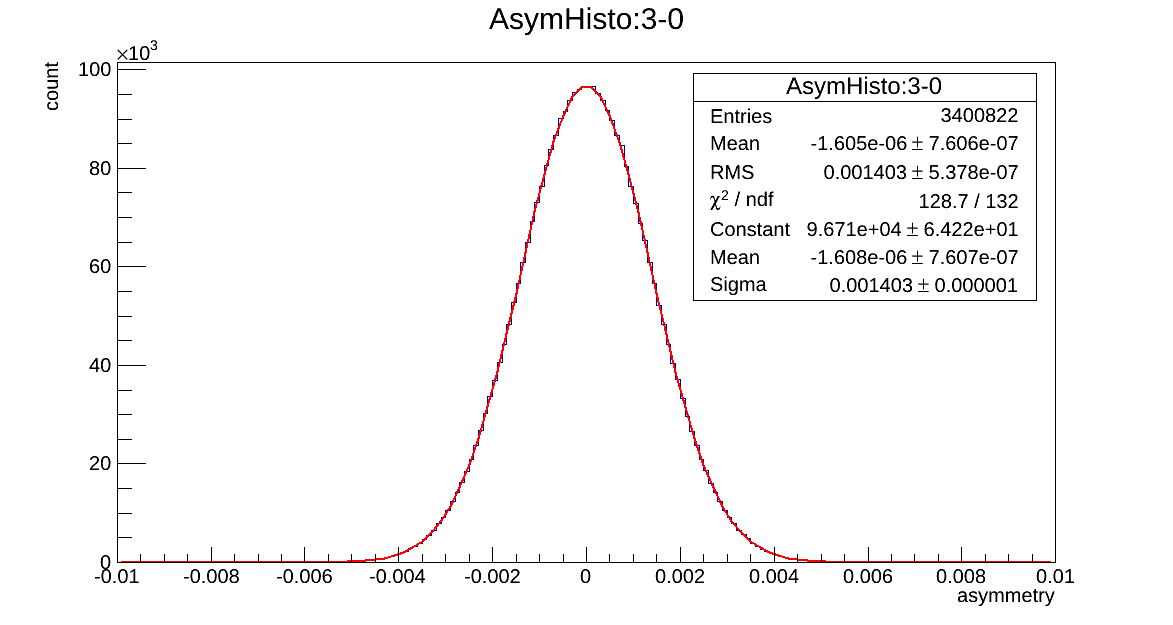 AsymHisto:3-0
×10³
count
100
80
60
40
20
0
AsymHisto:3-0
Entries 3400822
Mean -1.605e-06 ± 7.606e-07
RMS 0.001403 ± 5.378e-07
χ² / ndf 128.7 / 132
Constant 9.671e+04 ± 6.422e+01
Mean -1.608e-06 ± 7.607e-07
Sigma 0.001403 ± 0.000001
-0.01 -0.008 -0.006 -0.004 -0.002 0 0.002 0.004 0.006 0.008 0.01
asymmetry